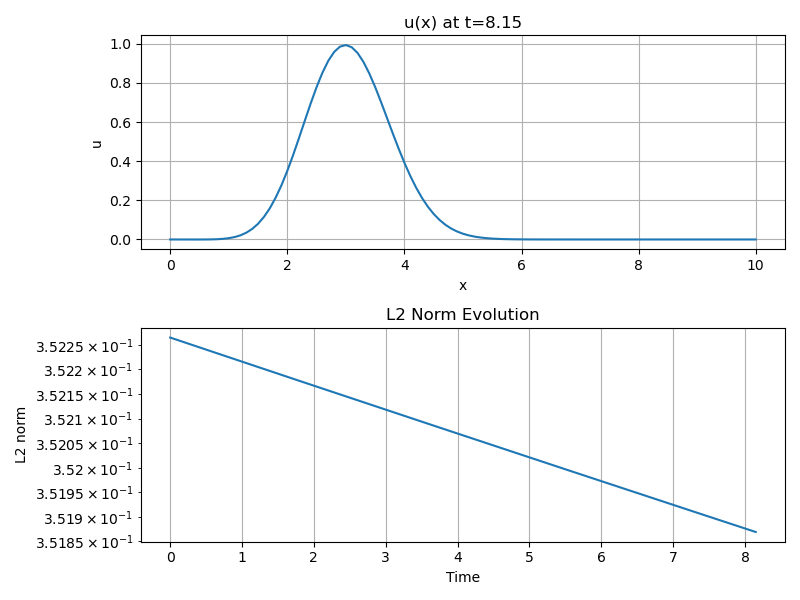 u(x) at t=8.15
1.0
0.8
0.6
0.4
0.2
0.0
u
0 2 4 6 8 10
x
L2 Norm Evolution
3.5225 × 10⁻¹
3.522 × 10⁻¹
3.5215 × 10⁻¹
3.521 × 10⁻¹
3.5205 × 10⁻¹
3.52 × 10⁻¹
3.5195 × 10⁻¹
3.519 × 10⁻¹
3.5185 × 10⁻¹
L2 norm
0 1 2 3 4 5 6 7 8
Time